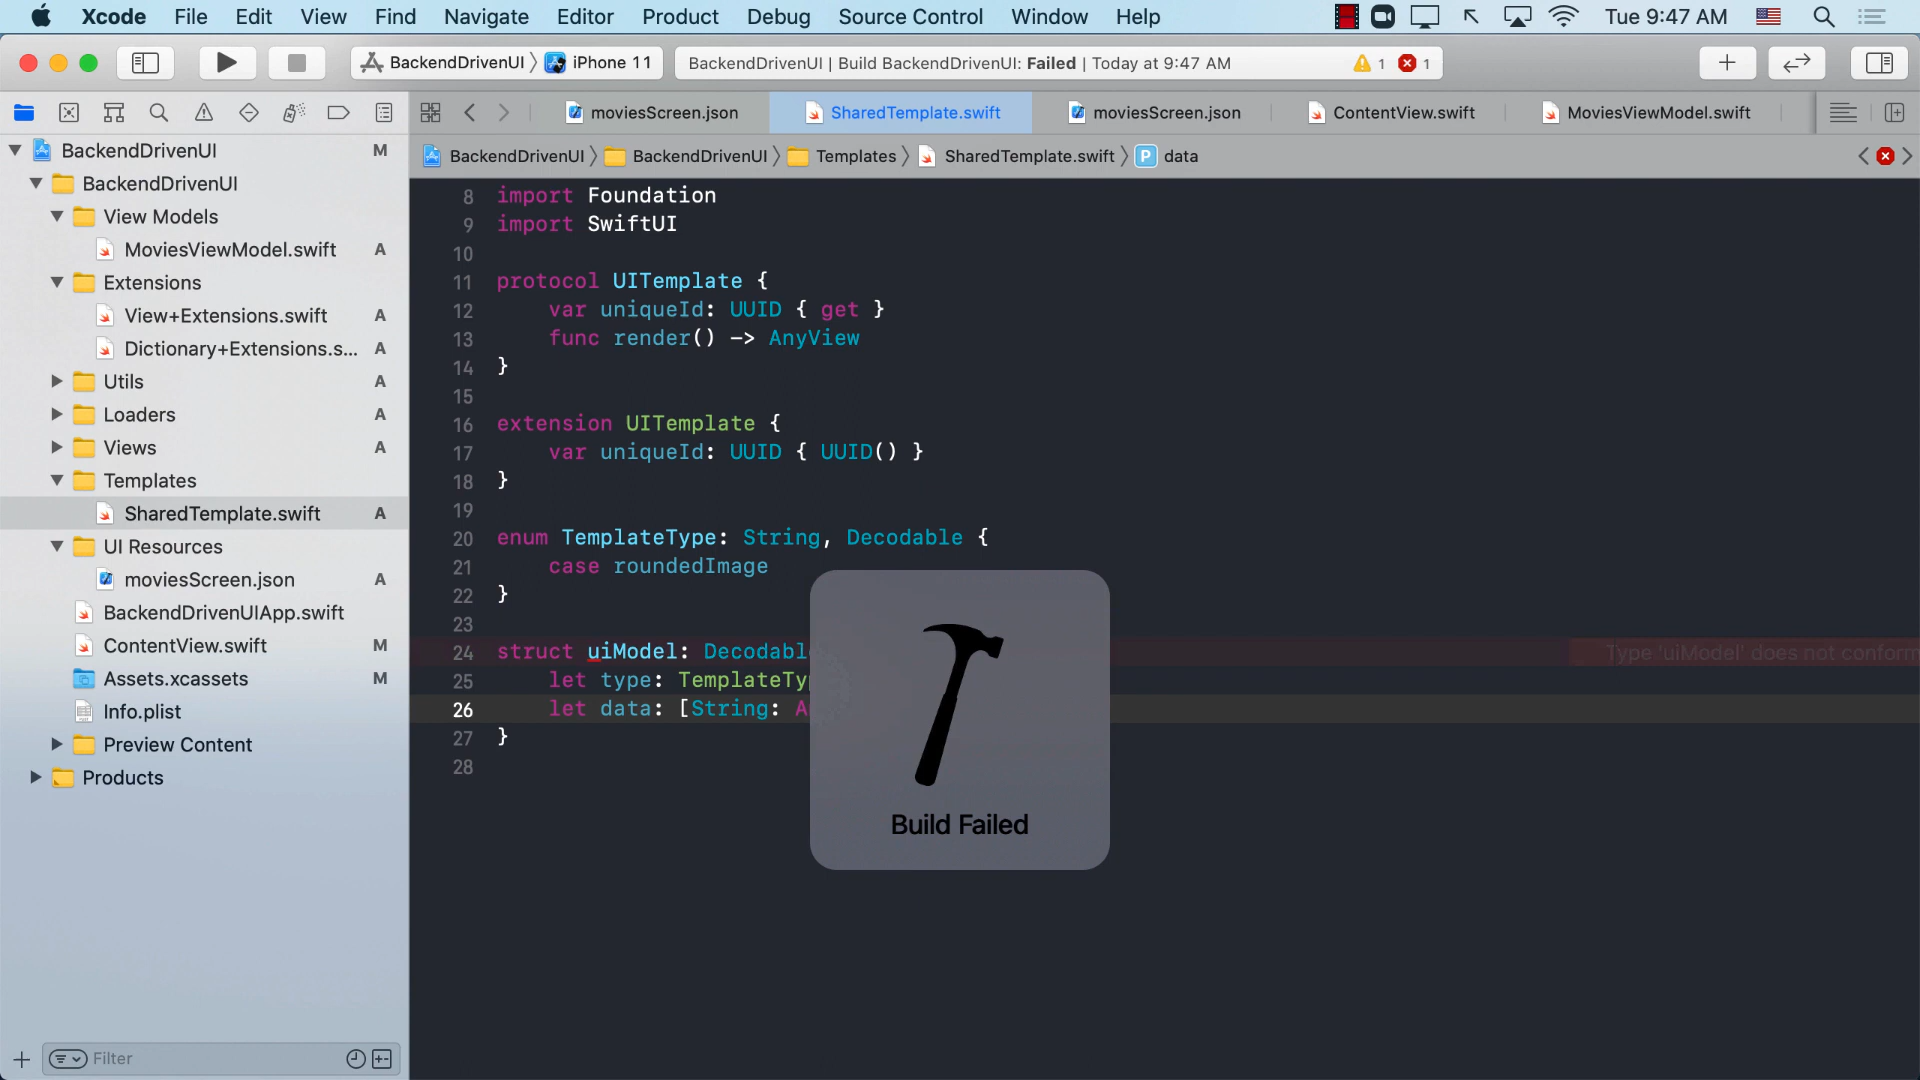 Xcode File Edit View Find Navigate Editor Product Debug Source Control Window Help Tue 9:47 AM
BackendDrivenUI iPhone 11 BackendDrivenUI | Build BackendDrivenUI: Failed | Today at 9:47 AM 1 1
moviesScreen.json SharedTemplate.swift moviesScreen.json ContentView.swift MoviesViewModel.swift
BackendDrivenUI BackendDrivenUI Templates SharedTemplate.swift P data
BackendDrivenUI M
BackendDrivenUI
View Models
MoviesViewModel.swift A
Extensions
View+Extensions.swift A
Dictionary+Extensions.s... A
Utils A
Loaders A
Views A
Templates
SharedTemplate.swift A
UI Resources
moviesScreen.json A
BackendDrivenUIApp.swift
ContentView.swift M
Assets.xcassets M
Info.plist
Preview Content
Products
Filter
8 import Foundation
9 import SwiftUI
10
11 protocol UITemplate {
12 var uniqueId: UUID { get }
13 func render() -> AnyView
14 }
15
16 extension UITemplate {
17 var uniqueId: UUID { UUID() }
18 }
19
20 enum TemplateType: String, Decodable {
21 case roundedImage
22 }
23
24 struct uiModel: Decodabl Type 'uiModel' does not conform
25 let type: TemplateTy
26 let data: [String: A
27 }
28
Build Failed